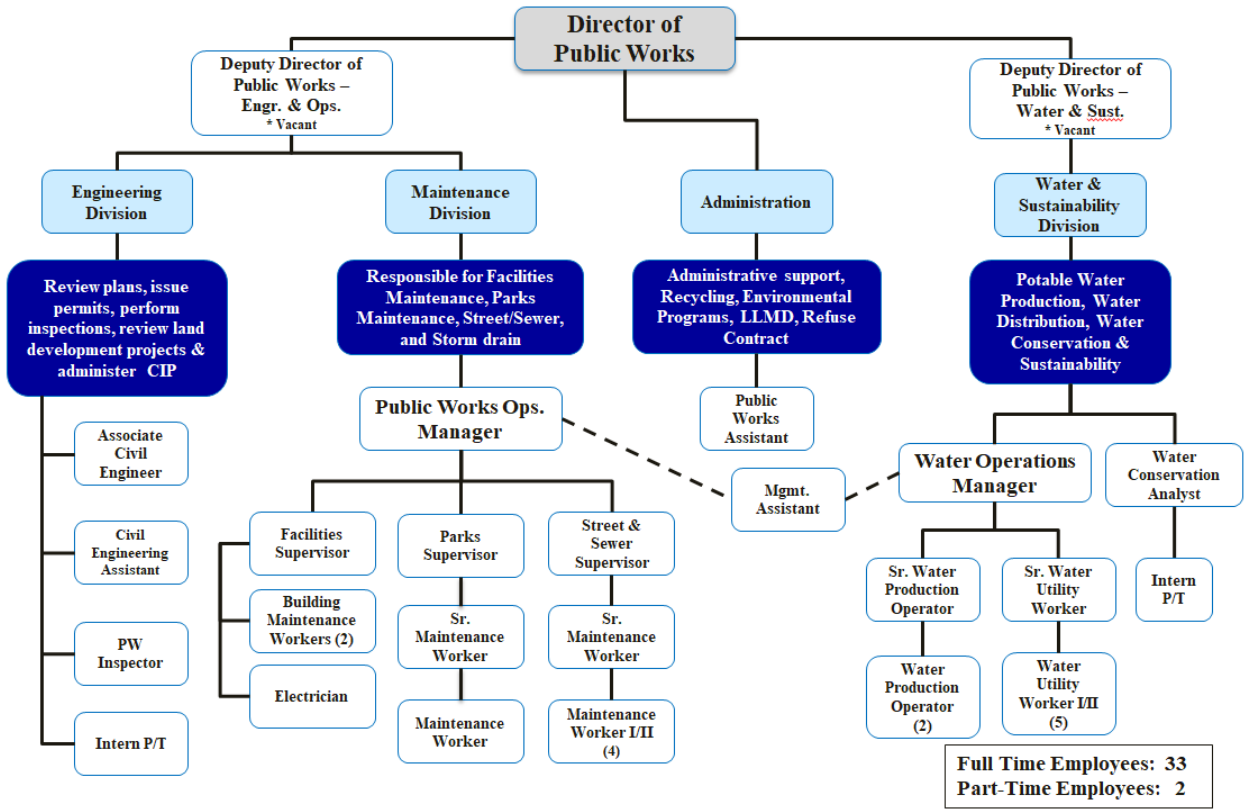 Director of
Public Works
Deputy Director of
Public Works –
Engr. & Ops.
* Vacant
Deputy Director of
Public Works –
Water & Sust.
* Vacant
Engineering
Division
Maintenance
Division
Administration
Water &
Sustainability
Division
Review plans, issue
permits, perform
inspections, review land
development projects &
administer CIP
Responsible for Facilities
Maintenance, Parks
Maintenance, Street/Sewer,
and Storm drain
Administrative support,
Recycling, Environmental
Programs, LLMD, Refuse
Contract
Potable Water
Production, Water
Distribution, Water
Conservation &
Sustainability
Associate
Civil
Engineer
Civil
Engineering
Assistant
PW
Inspector
Intern P/T
Public Works Ops.
Manager
Facilities
Supervisor
Building
Maintenance
Workers (2)
Electrician
Parks
Supervisor
Sr.
Maintenance
Worker
Maintenance
Worker
Street &
Sewer
Supervisor
Sr.
Maintenance
Worker
Maintenance
Worker I/II
(4)
Public
Works
Assistant
Mgmt.
Assistant
Water Operations
Manager
Water
Conservation
Analyst
Sr. Water
Production
Operator
Water
Production
Operator (2)
Sr. Water
Utility
Worker
Water
Utility
Worker I/II
(5)
Intern
P/T
Full Time Employees: 33
Part-Time Employees: 2